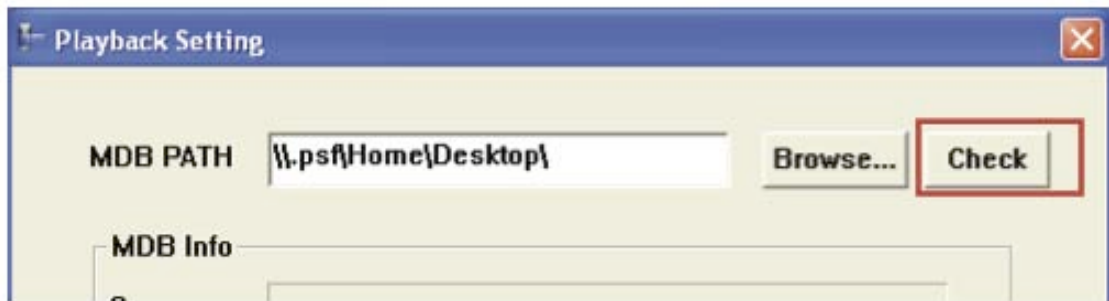 Playback Setting
MDB PATH \\.psf\Home\Desktop\ Browse... Check
MDB Info